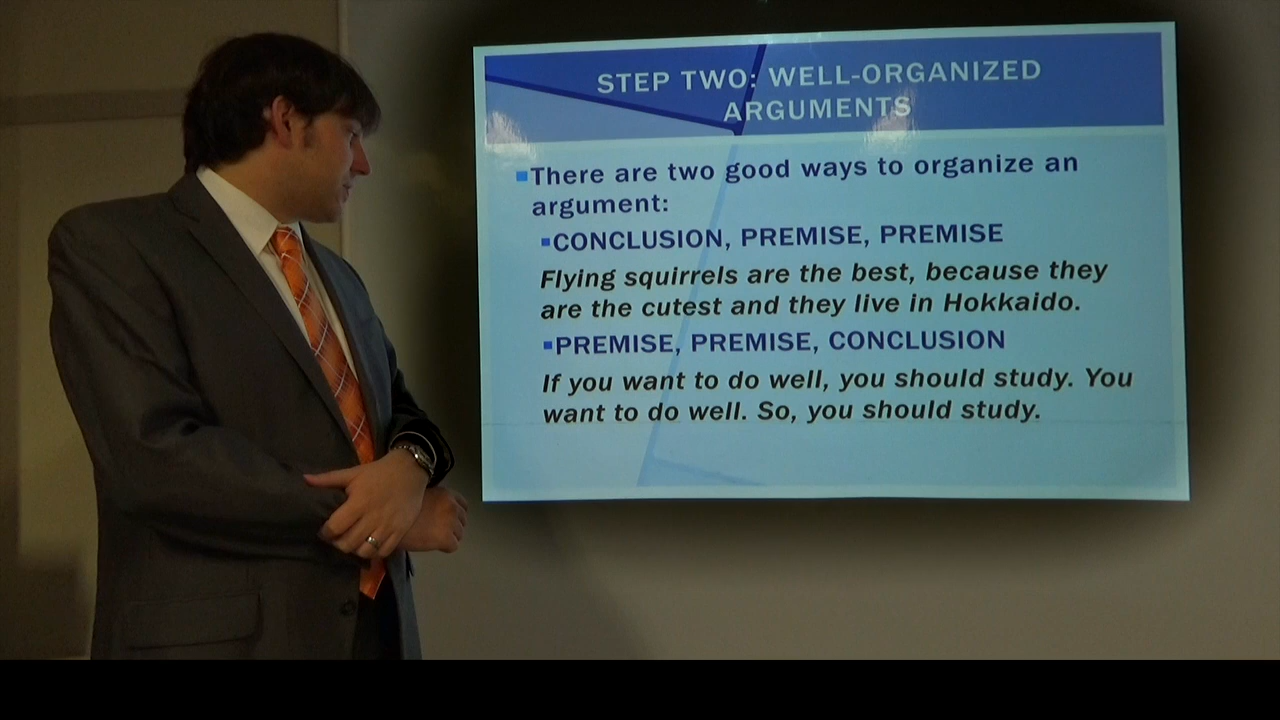 STEP TWO: WELL-ORGANIZED
ARGUMENTS
▪There are two good ways to organize an
argument:
▪CONCLUSION, PREMISE, PREMISE
Flying squirrels are the best, because they
are the cutest and they live in Hokkaido.
▪PREMISE, PREMISE, CONCLUSION
If you want to do well, you should study. You
want to do well. So, you should study.